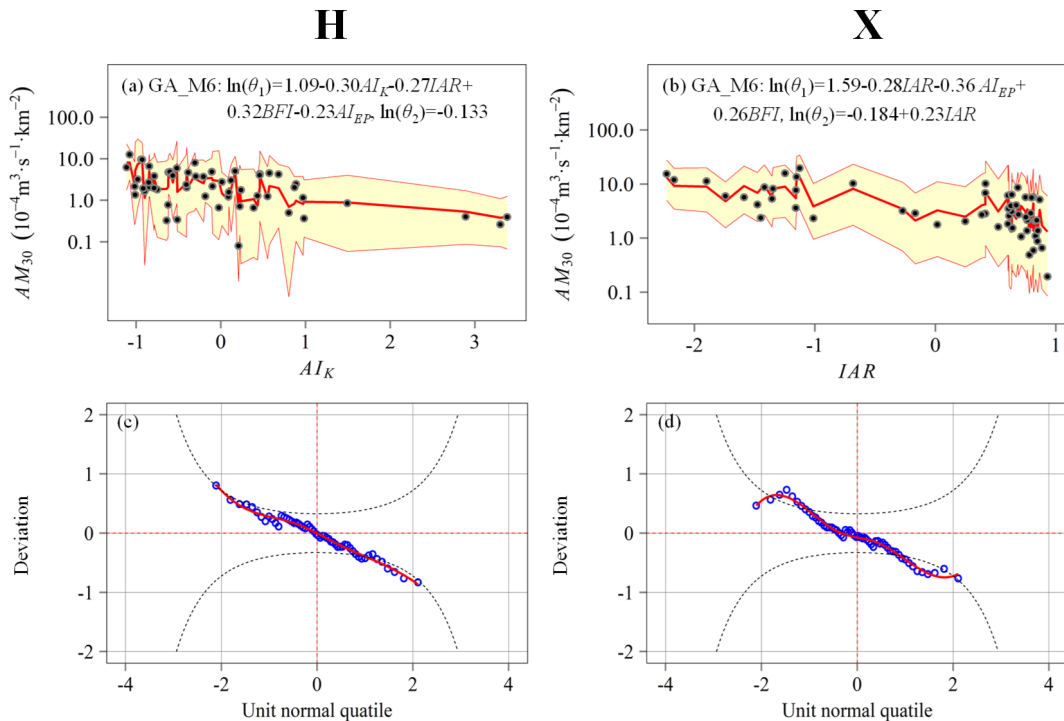 H X
(a) GA_M6: ln(θ₁)=1.09-0.30AI_K-0.27IAR+
0.32BFI-0.23AI_EP, ln(θ₂)=-0.133
AM₃₀ (10⁻⁴m³·s⁻¹·km⁻²)
100.0
10.0
1.0
0.1
-1 0 1 2 3
AI_K
(b) GA_M6: ln(θ₁)=1.59-0.28IAR-0.36 AI_EP+
0.26BFI, ln(θ₂)=-0.184+0.23IAR
AM₃₀ (10⁻⁴m³·s⁻¹·km⁻²)
100.0
10.0
1.0
0.1
-2 -1 0 1
IAR
(c)
Deviation
2
1
0
-1
-2
-4 -2 0 2 4
Unit normal quatile
(d)
Deviation
2
1
0
-1
-2
-4 -2 0 2 4
Unit normal quatile